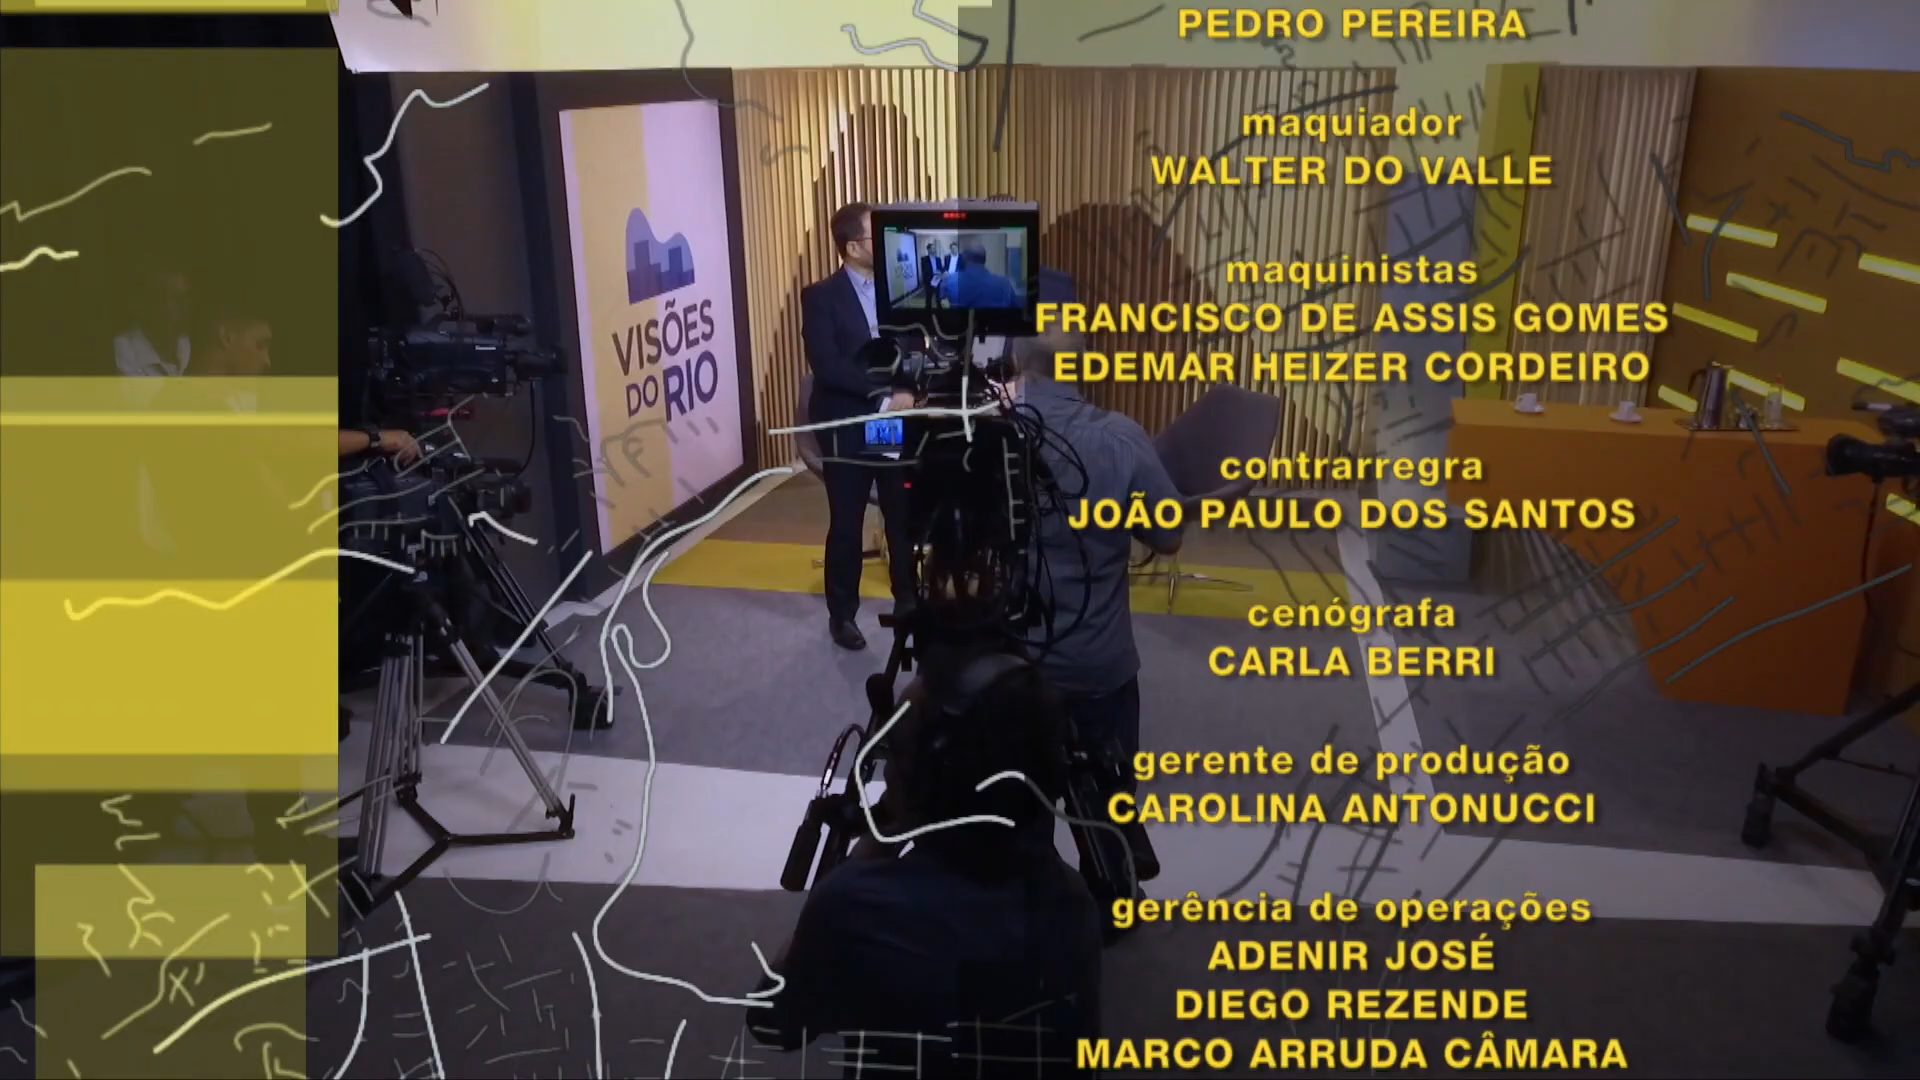 VISÕES
DO RIO
PEDRO PEREIRA
maquiador
WALTER DO VALLE
maquinistas
FRANCISCO DE ASSIS GOMES
EDEMAR HEIZER CORDEIRO
contrarregra
JOÃO PAULO DOS SANTOS
cenógrafa
CARLA BERRI
gerente de produção
CAROLINA ANTONUCCI
gerência de operações
ADENIR JOSÉ
DIEGO REZENDE
MARCO ARRUDA CÂMARA